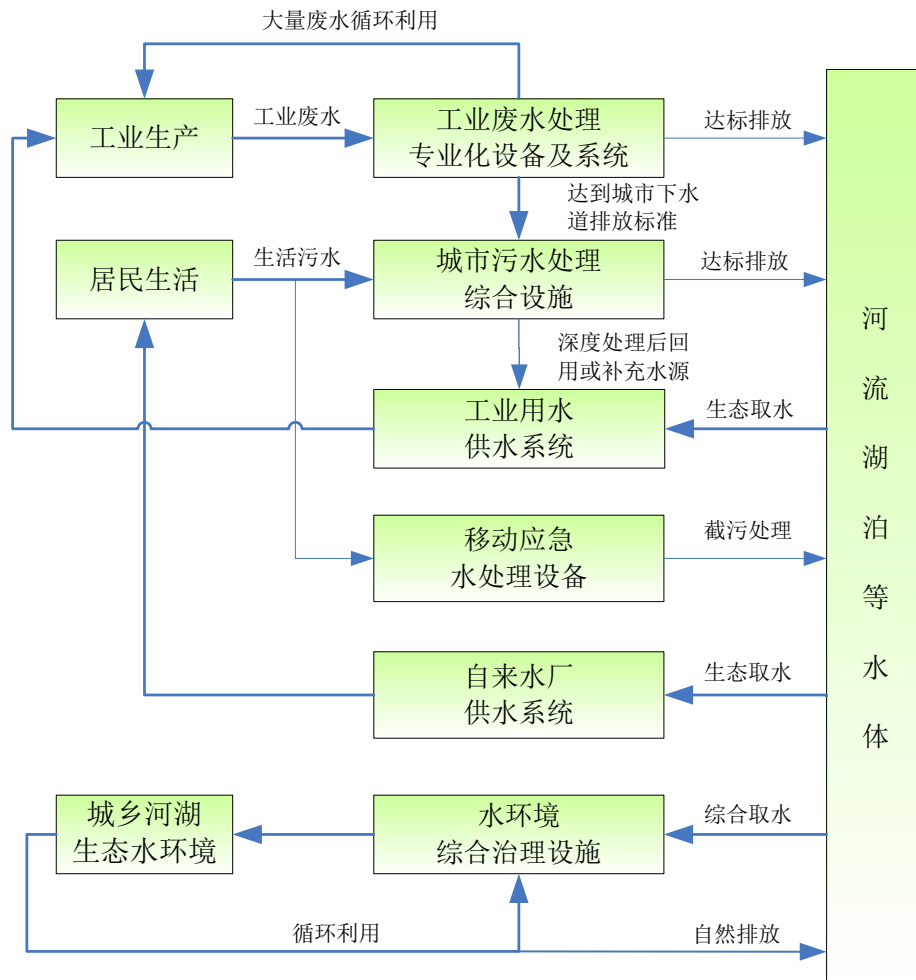 大量废水循环利用
工业生产
工业废水
工业废水处理
专业化设备及系统
达标排放
达到城市下水
道排放标准
居民生活
生活污水
城市污水处理
综合设施
达标排放
深度处理后回
用或补充水源
工业用水
供水系统
生态取水
移动应急
水处理设备
截污处理
自来水厂
供水系统
生态取水
城乡河湖
生态水环境
水环境
综合治理设施
综合取水
循环利用
自然排放
河
流
湖
泊
等
水
体